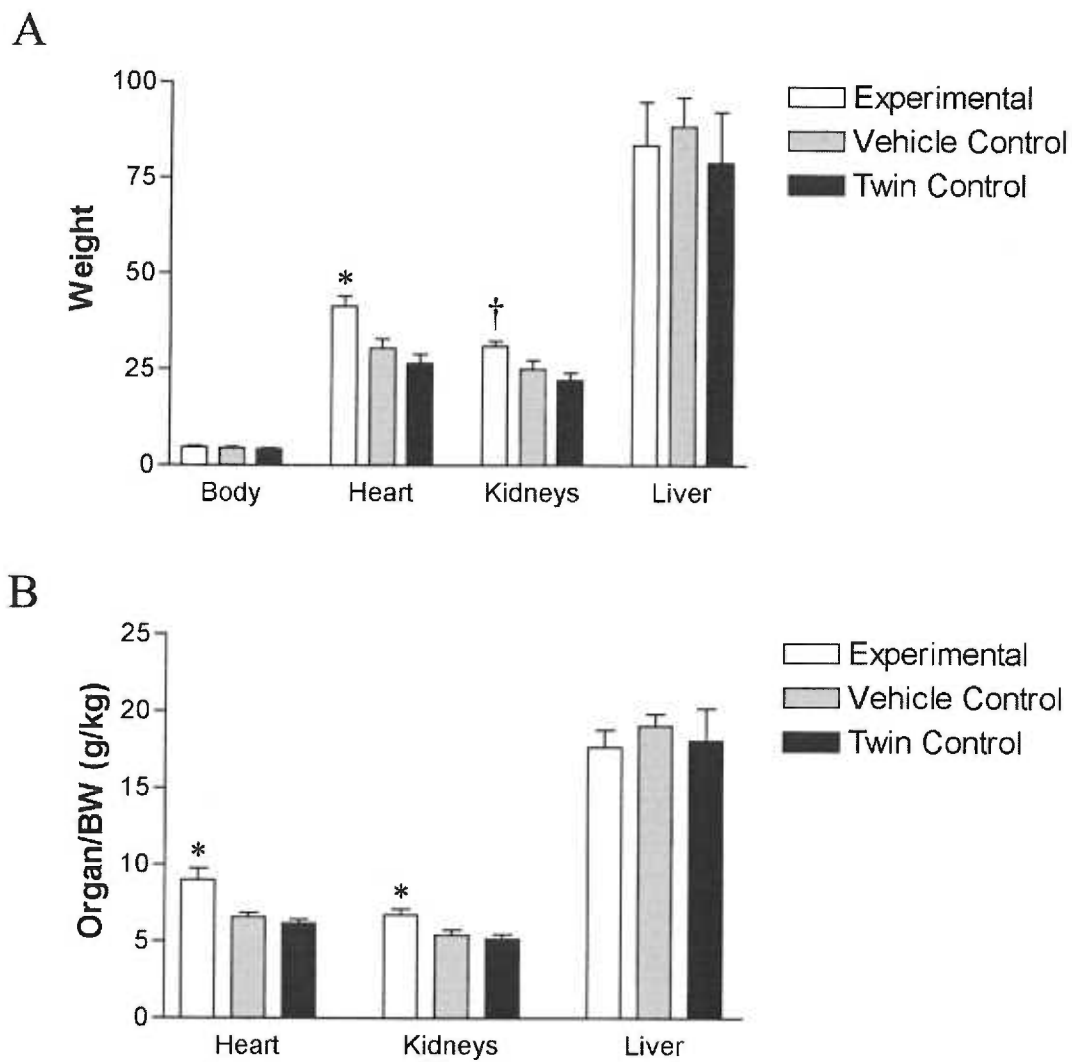 A
Weight
100
75
50
25
0
*
†
Body
Heart
Kidneys
Liver
Experimental
Vehicle Control
Twin Control
B
Organ/BW (g/kg)
25
20
15
10
5
0
*
*
Heart
Kidneys
Liver
Experimental
Vehicle Control
Twin Control